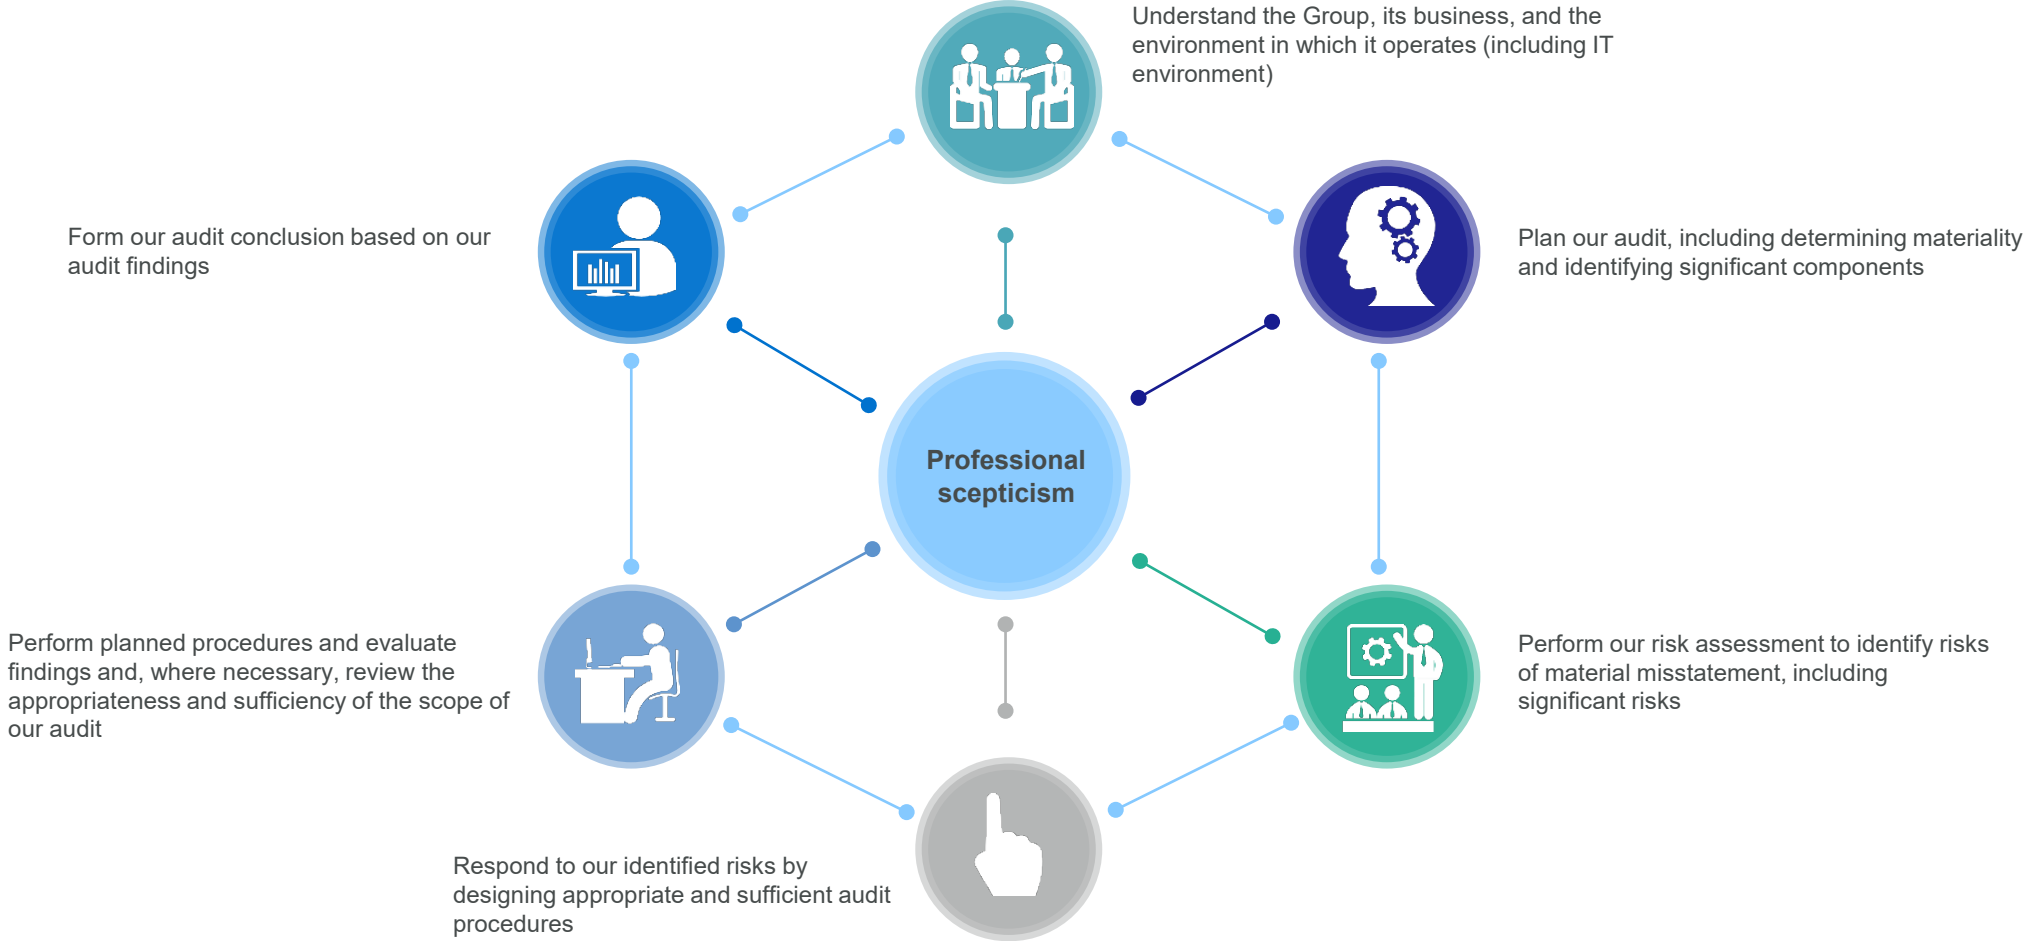 Understand the Group, its business, and the
environment in which it operates (including IT
environment)
Plan our audit, including determining materiality
and identifying significant components
Perform our risk assessment to identify risks
of material misstatement, including
significant risks
Respond to our identified risks by
designing appropriate and sufficient audit
procedures
Perform planned procedures and evaluate
findings and, where necessary, review the
appropriateness and sufficiency of the scope of
our audit
Form our audit conclusion based on our
audit findings
Professional
scepticism